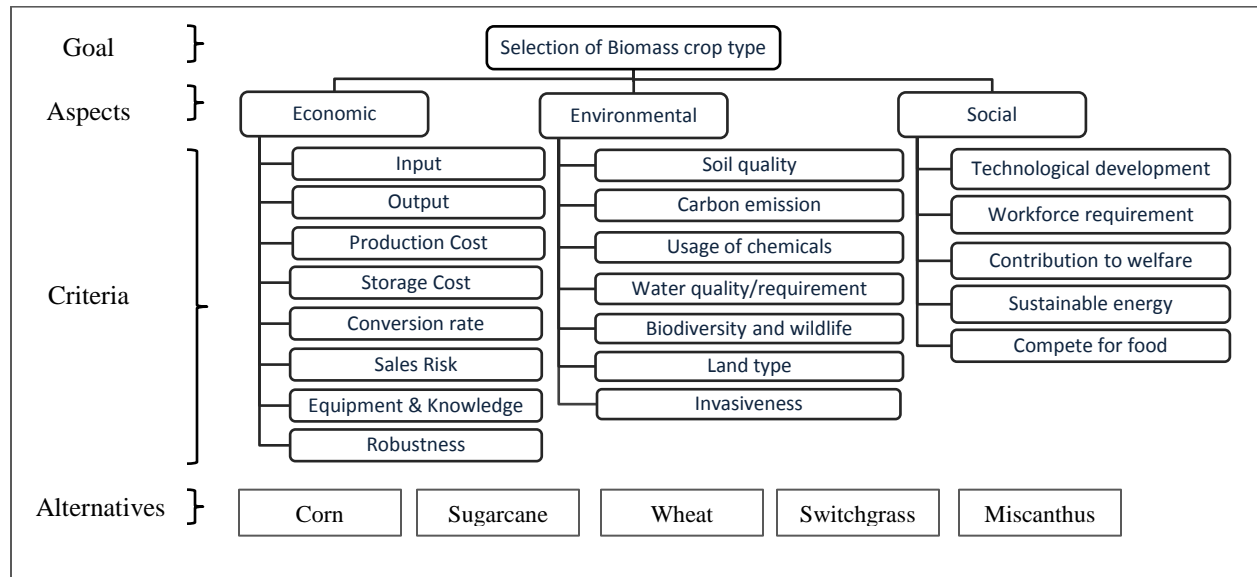 Goal
Selection of Biomass crop type
Aspects
Economic
Environmental
Social
Criteria
Input
Output
Production Cost
Storage Cost
Conversion rate
Sales Risk
Equipment & Knowledge
Robustness
Soil quality
Carbon emission
Usage of chemicals
Water quality/requirement
Biodiversity and wildlife
Land type
Invasiveness
Technological development
Workforce requirement
Contribution to welfare
Sustainable energy
Compete for food
Alternatives
Corn
Sugarcane
Wheat
Switchgrass
Miscanthus